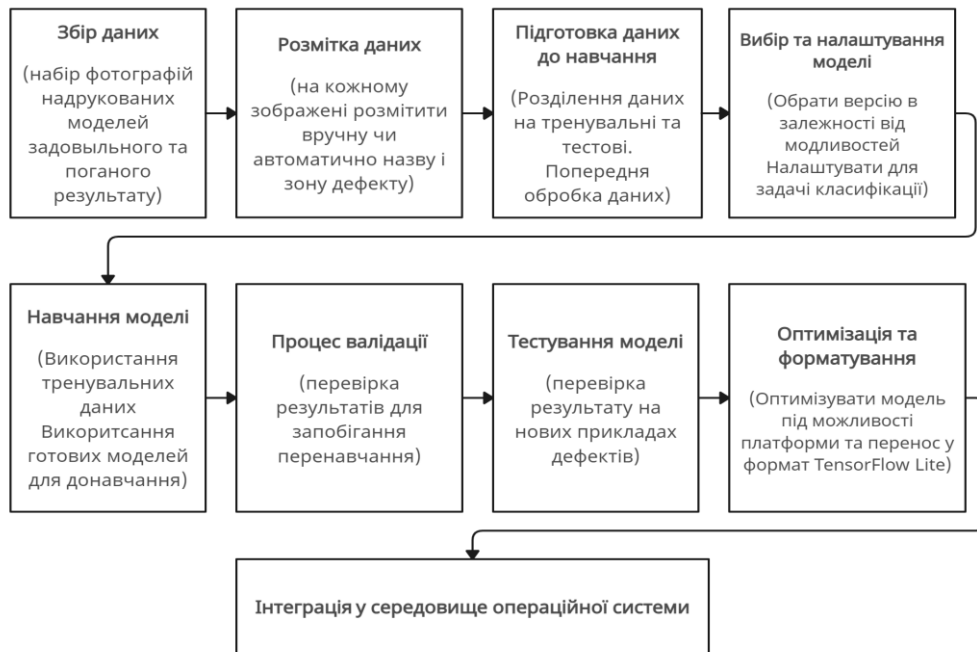 Збір даних
(набір фотографій
надрукованих
моделей
задовыльного та
поганого
результату)
Розмітка даних
(на кожному
зображені розмітити
вручну чи
автоматично назву і
зону дефекту)
Підготовка даних
до навчання
(Розділення даних
на тренувальні та
тестові.
Попередня
обробка даних)
Вибір та налаштування
моделі
(Обрати версію в
залежності від
модливостей
Налаштувати для
задачі класифікації)
Навчання моделі
(Використання
тренувальних
даних
Викоритсання
готових моделей
для донавчання)
Процес валідації
(перевірка
результатів для
запобігання
перенавчання)
Тестування моделі
(перевірка
результату на
нових прикладах
дефектів)
Оптимізація та
форматування
(Оптимізувати модель
під можливості
платформи та перенос у
формат TensorFlow Lite)
Інтеграція у середовище операційної системи